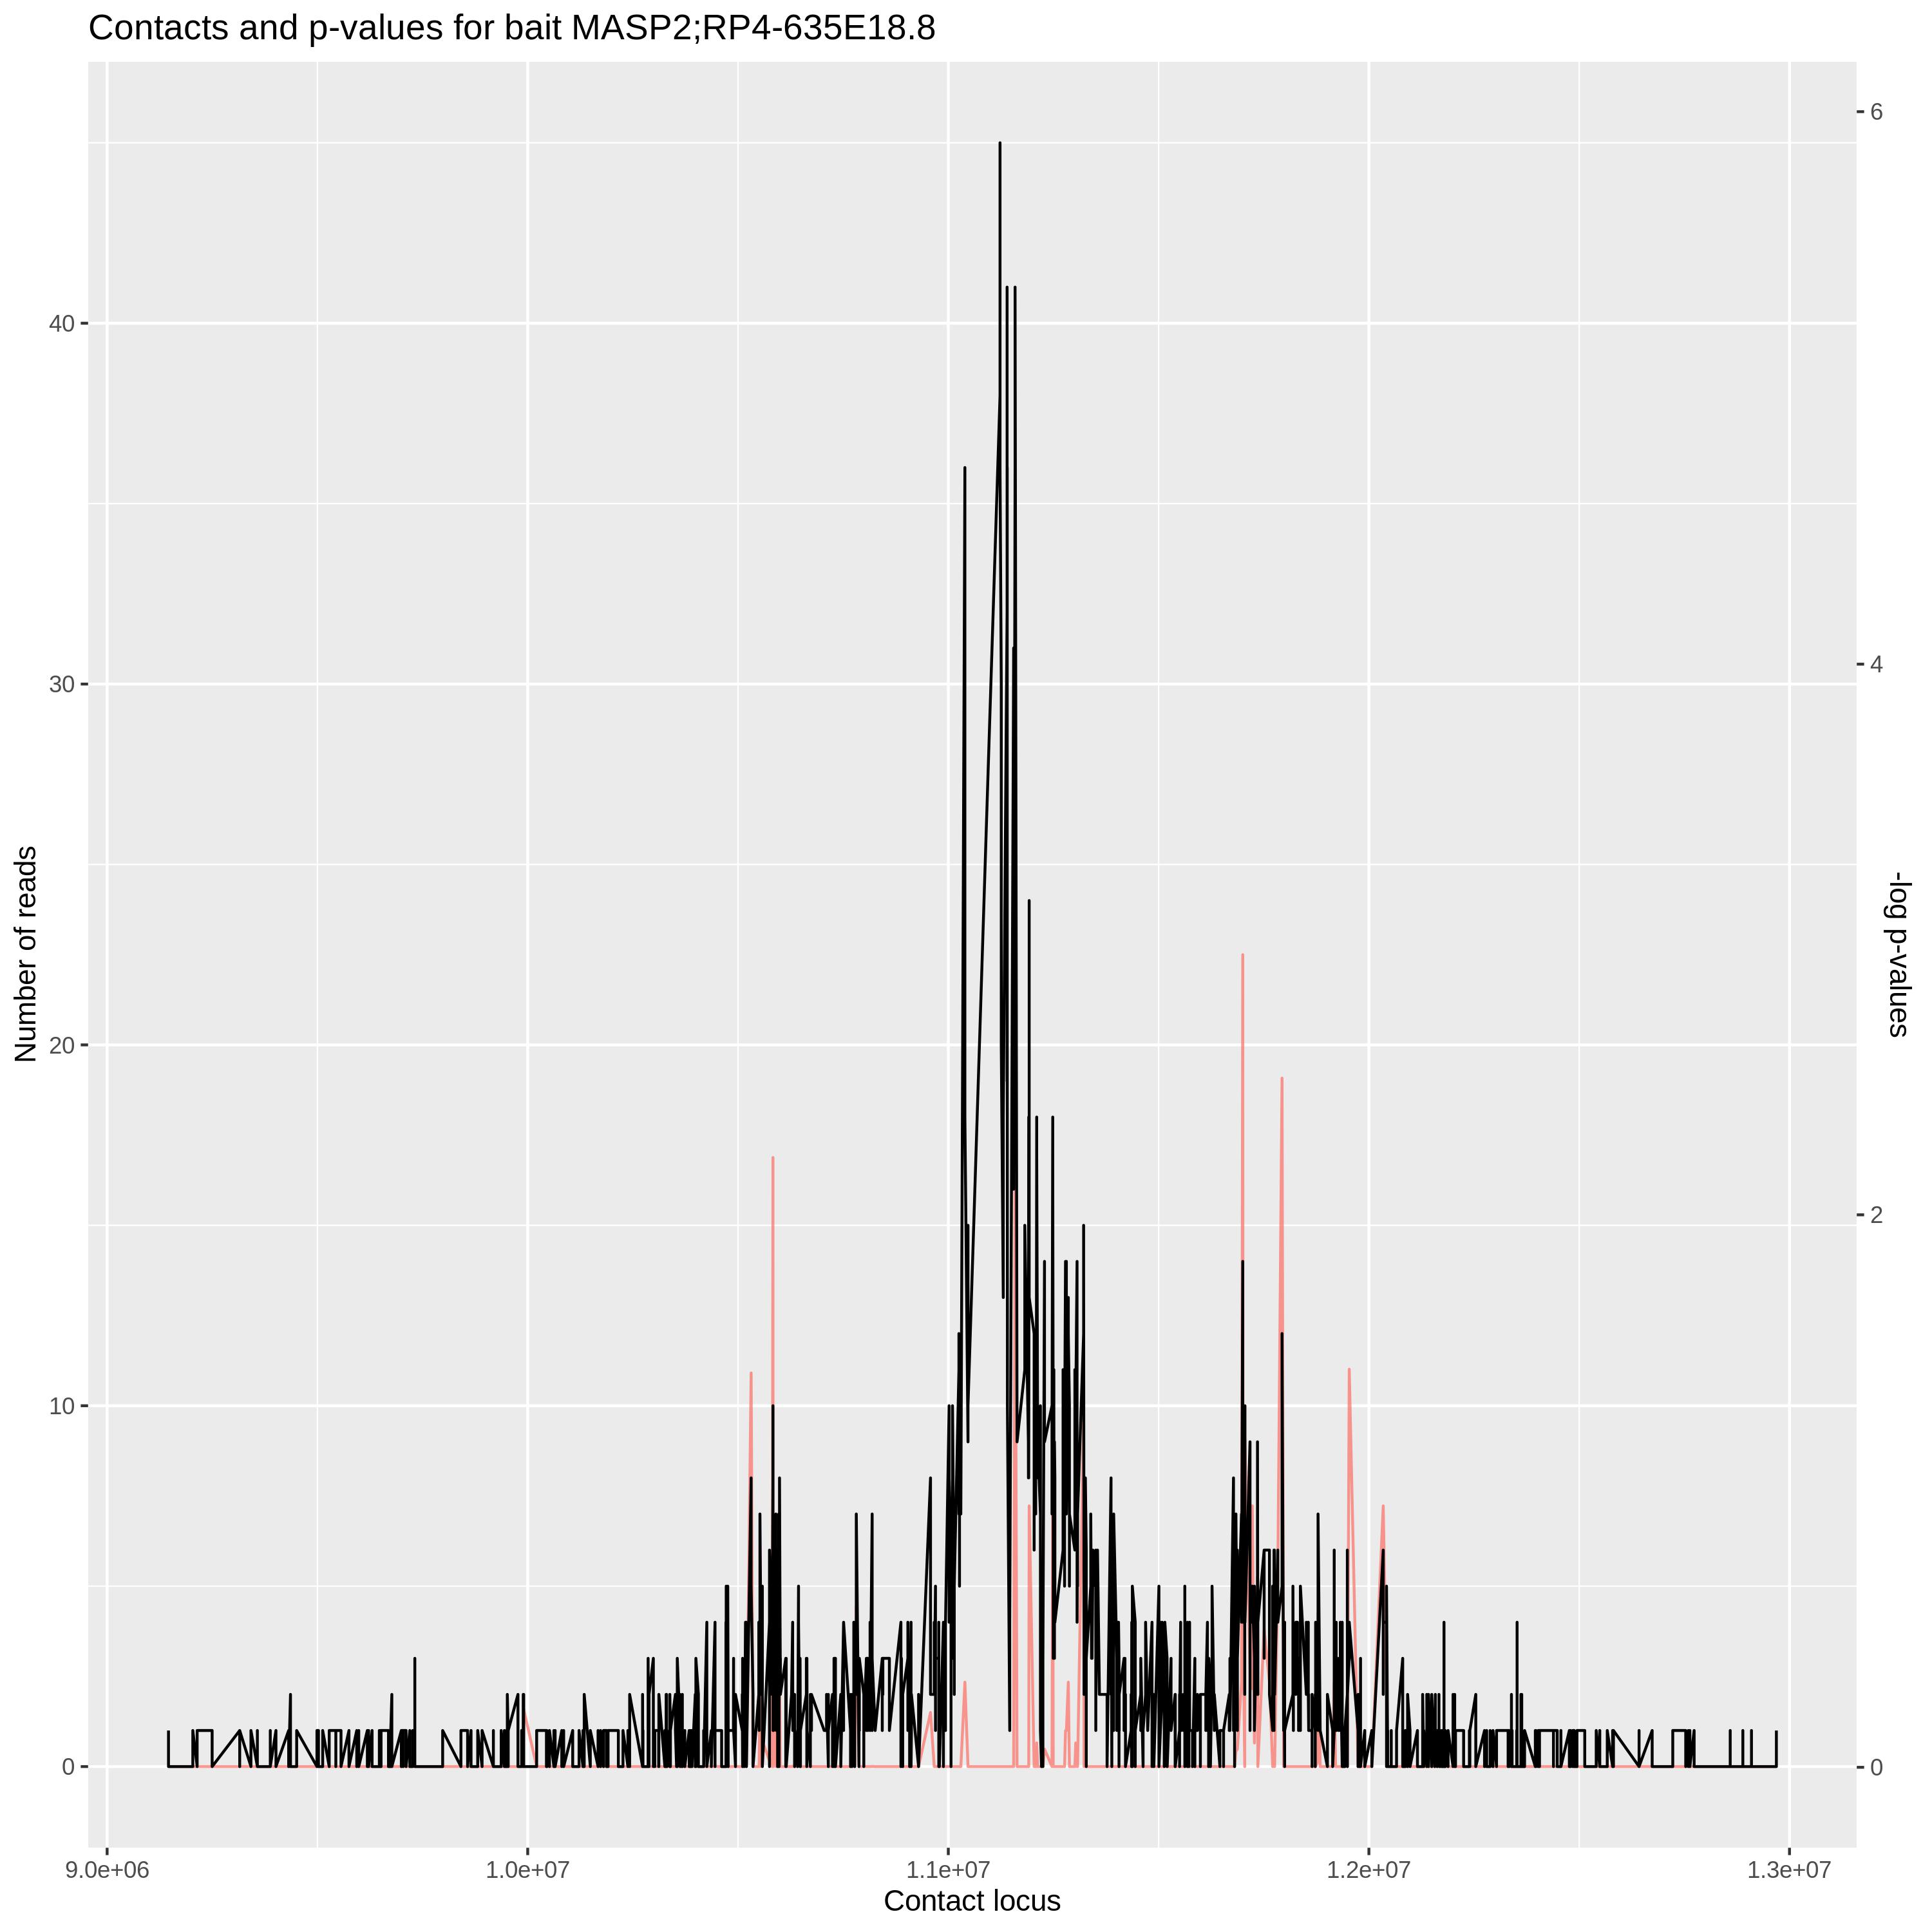 Contacts and p-values for bait MASP2;RP4-635E18.8
Number of reads
40
30
20
10
0
6
4
2
0
-log p-values
9.0e+06
1.0e+07
1.1e+07
1.2e+07
1.3e+07
Contact locus